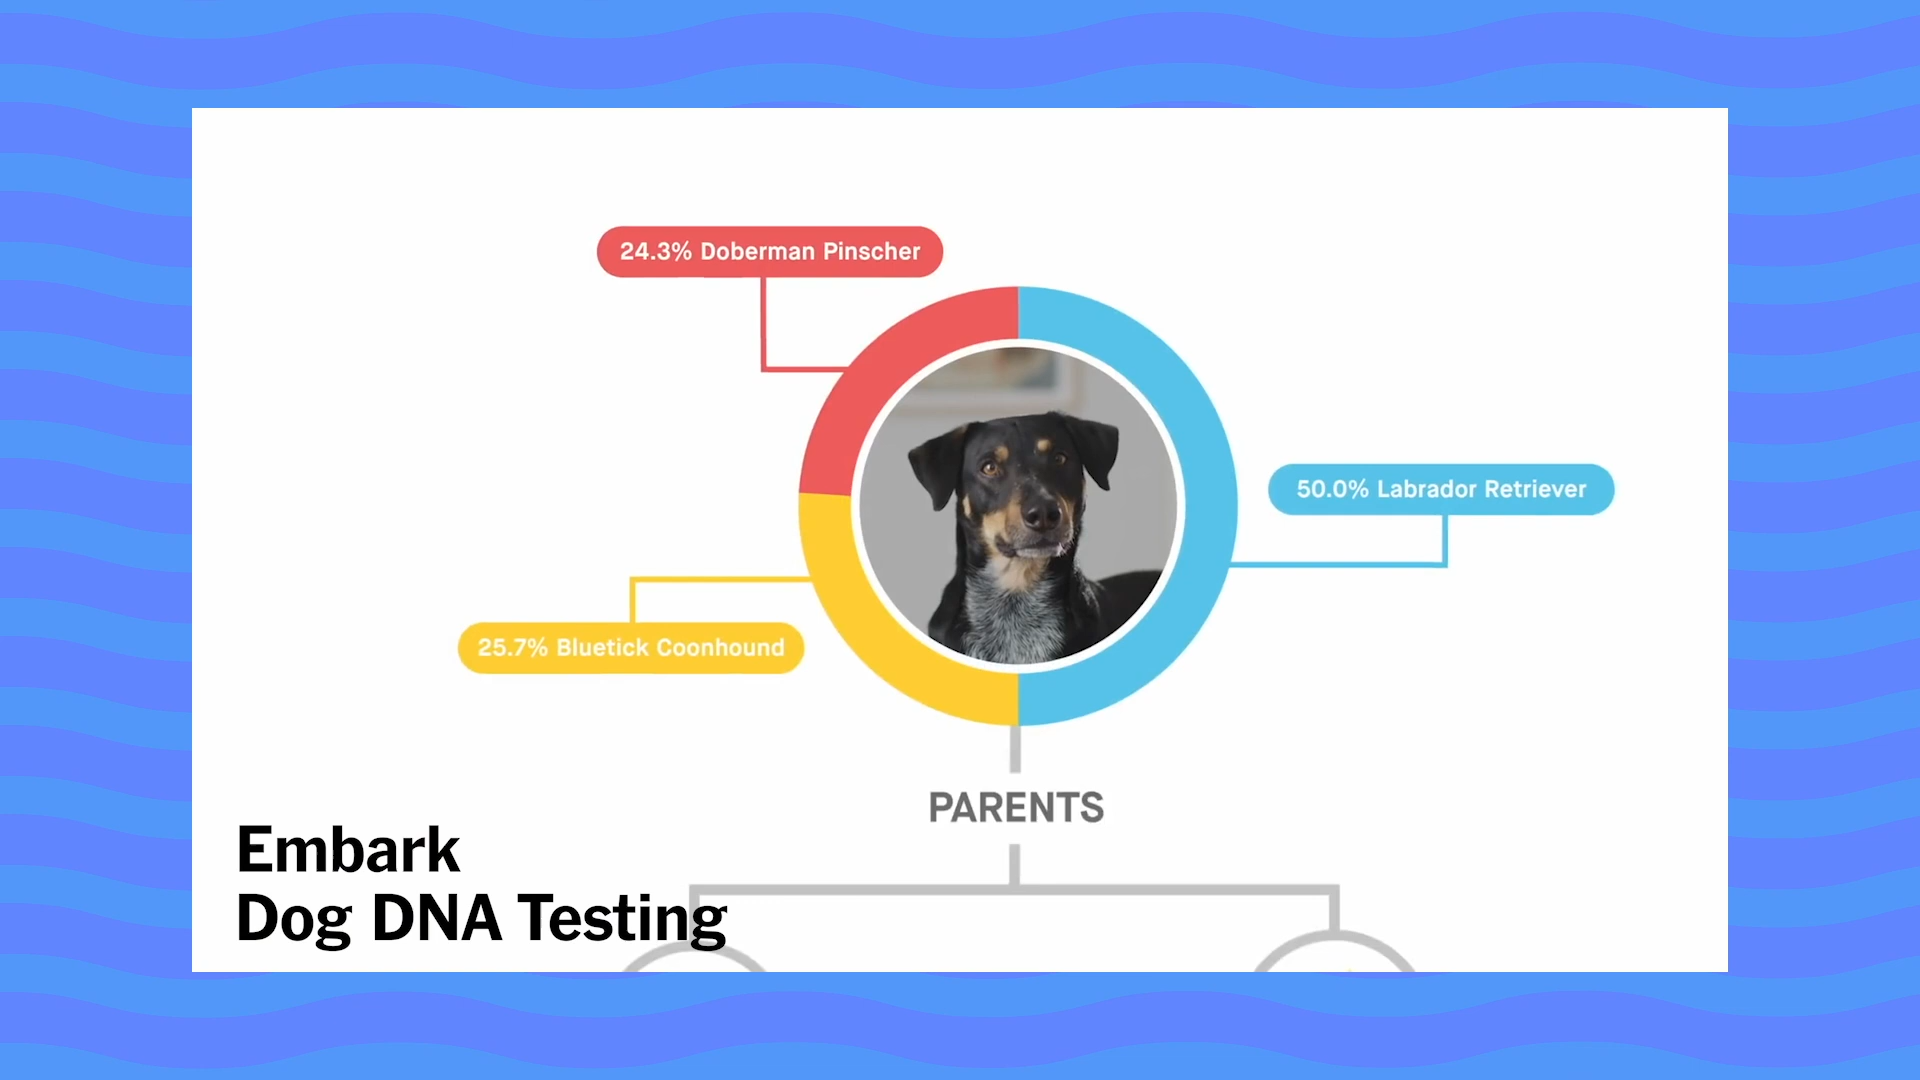 24.3% Doberman Pinscher
50.0% Labrador Retriever
25.7% Bluetick Coonhound
PARENTS
Embark
Dog DNA Testing